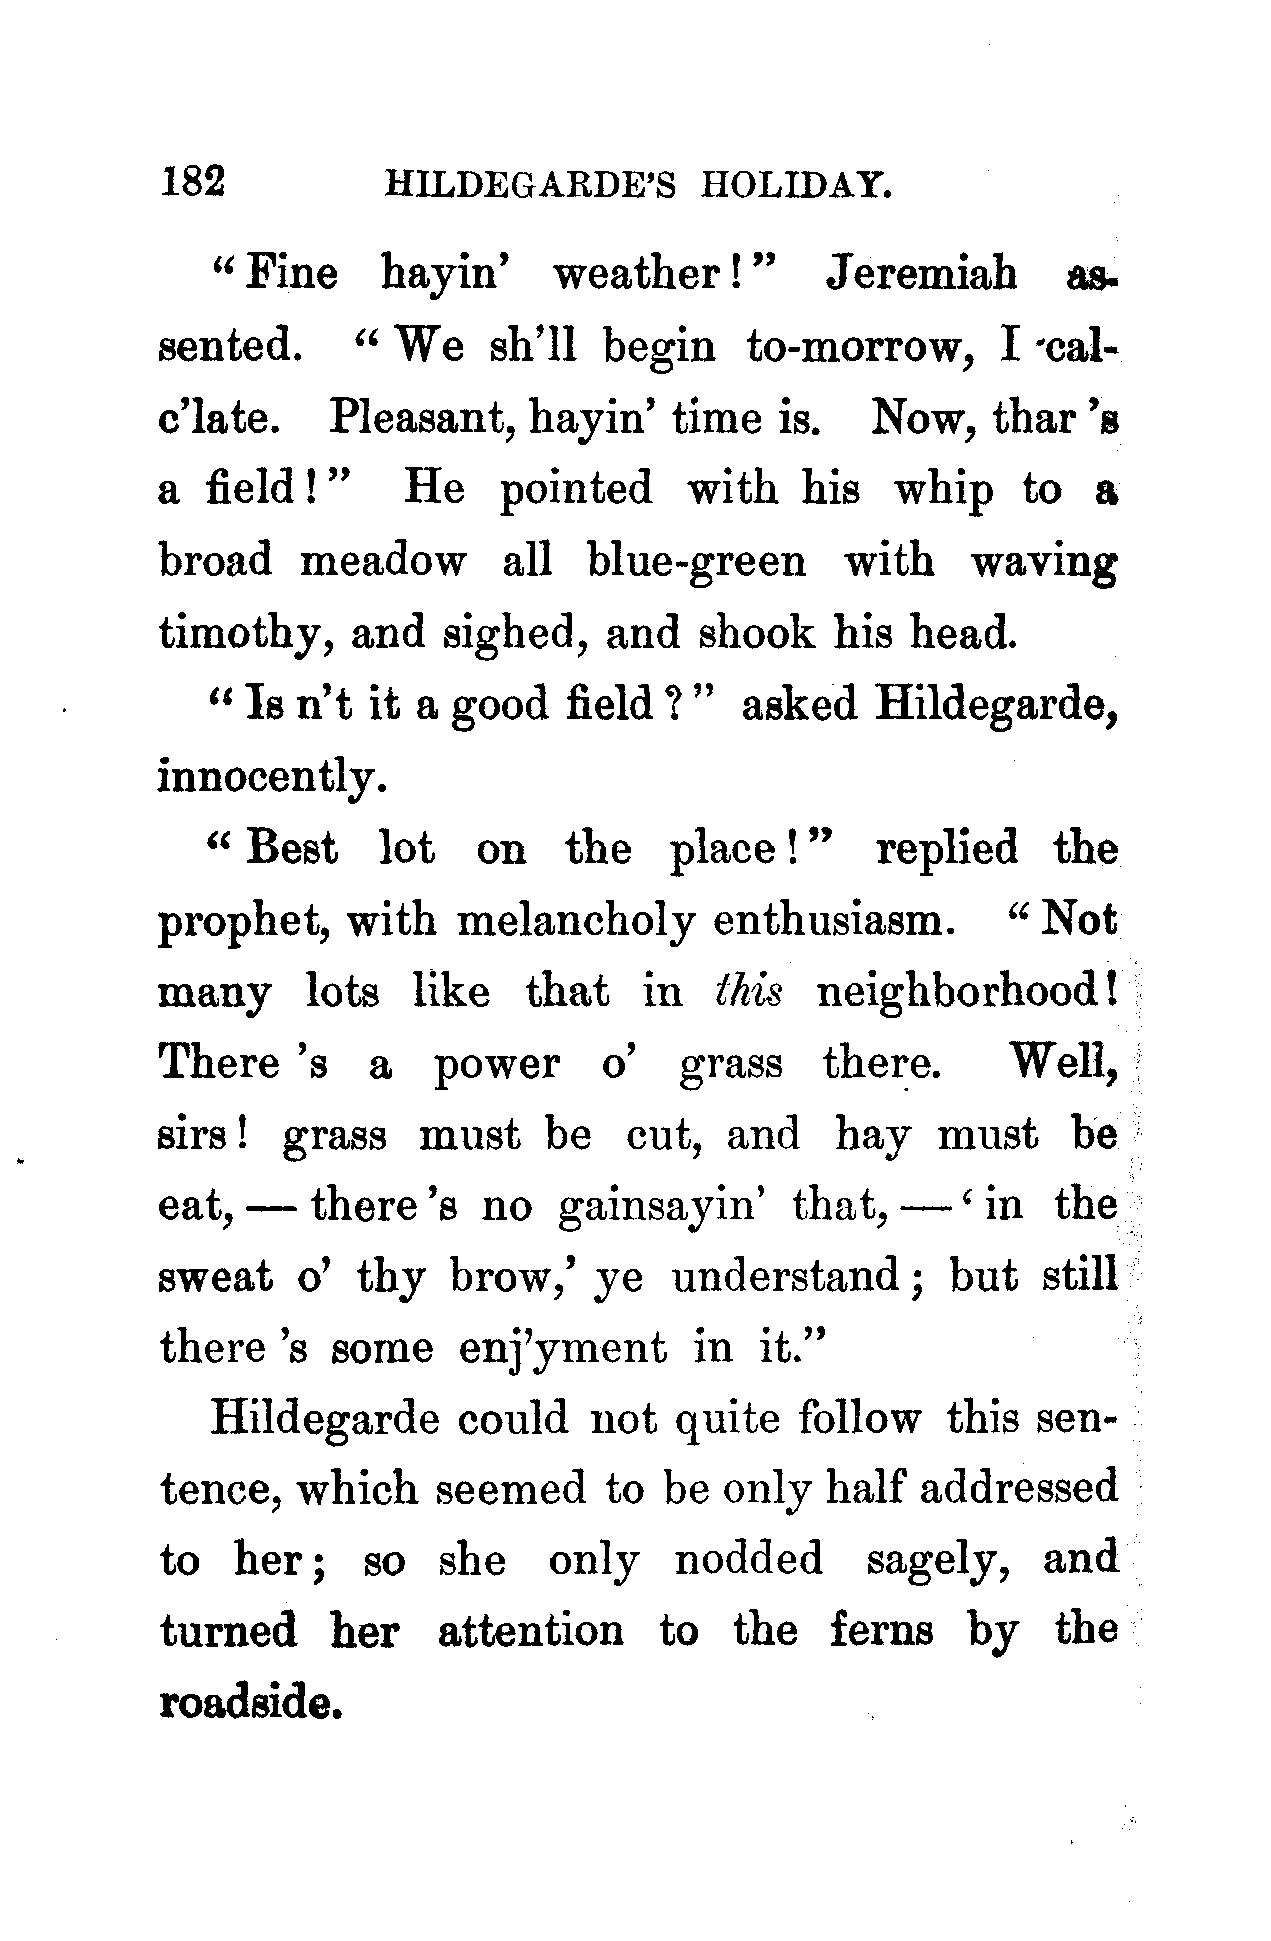 182 HILDEGARDE'S HOLIDAY.
"Fine hayin' weather!" Jeremiah as-
sented. "We sh'll begin to-morrow, I cal-
c'late. Pleasant, hayin' time is. Now, thar 's
a field!" He pointed with his whip to a
broad meadow all blue-green with waving
timothy, and sighed, and shook his head.
"Is n't it a good field?" asked Hildegarde,
innocently.
"Best lot on the place!" replied the
prophet, with melancholy enthusiasm. "Not
many lots like that in this neighborhood!
There 's a power o' grass there. Well,
sirs! grass must be cut, and hay must be
eat, — there 's no gainsayin' that, — 'in the
sweat o' thy brow,' ye understand; but still
there 's some enj'yment in it."
Hildegarde could not quite follow this sen-
tence, which seemed to be only half addressed
to her; so she only nodded sagely, and
turned her attention to the ferns by the
roadside.